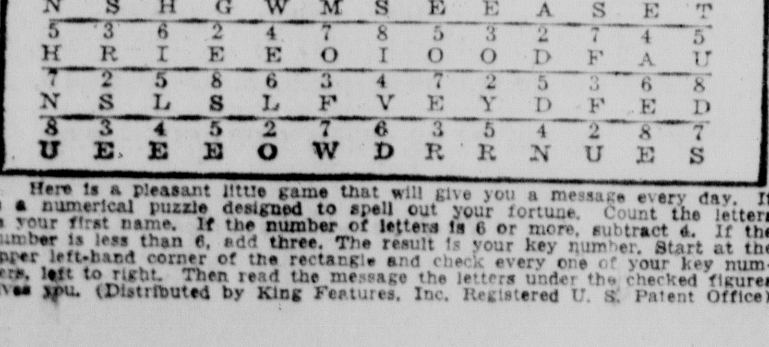 N S H G W M S E E A S E T
5 3 6 2 4 7 8 5 3 2 7 4 5
H R I E E O I O O D F A U
7 2 5 8 6 3 4 7 2 5 3 6 8
N S L S L F V E Y D F E D
8 3 4 5 2 7 6 3 5 4 2 8 7
U E E E O W D R R N U E S
Here is a pleasant little game that will give you a message every day. It
a numerical puzzle designed to spell out your fortune. Count the letters
your first name. If the number of letters is 6 or more, subtract 4. If the
number is less than 6, add three. The result is your key number. Start at the
upper left-hand corner of the rectangle and check every one of your key num-
ers, left to right. Then read the message the letters under the checked figures
gives you. (Distributed by King Features, Inc. Registered U. S. Patent Office)